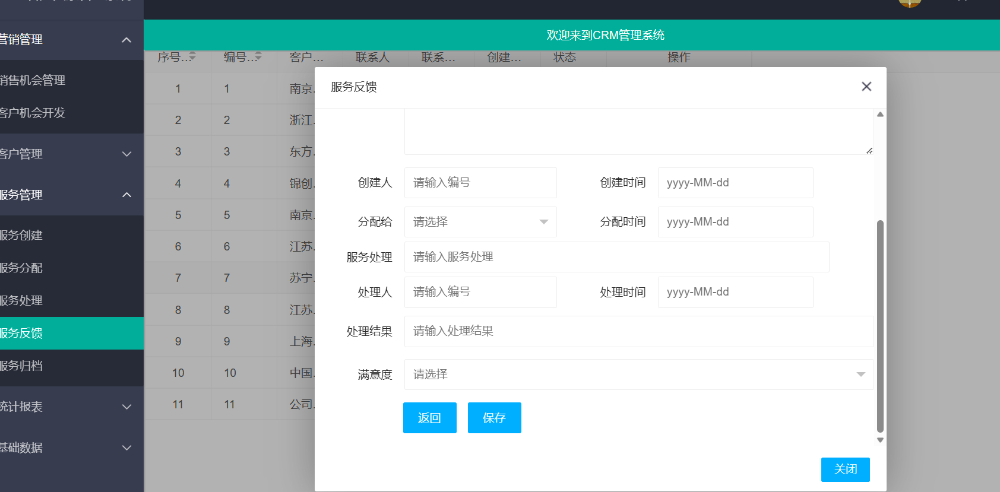 欢迎来到CRM管理系统
营销管理
销售机会管理
客户机会开发
客户管理
服务管理
服务创建
服务分配
服务处理
服务反馈
服务归档
统计报表
基础数据
序号... 编号... 客户... 联系人 联系... 创建... 状态 操作
1 1 南京.
2 2 浙江.
3 3 东方.
4 4 锦创.
5 5 南京.
6 6 江苏.
7 7 苏宁.
8 8 江苏.
9 9 上海.
10 10 中国.
11 11 公司.
服务反馈
创建人 请输入编号 创建时间 yyyy-MM-dd
分配给 请选择 分配时间 yyyy-MM-dd
服务处理 请输入服务处理
处理人 请输入编号 处理时间 yyyy-MM-dd
处理结果 请输入处理结果
满意度 请选择
返回 保存
关闭